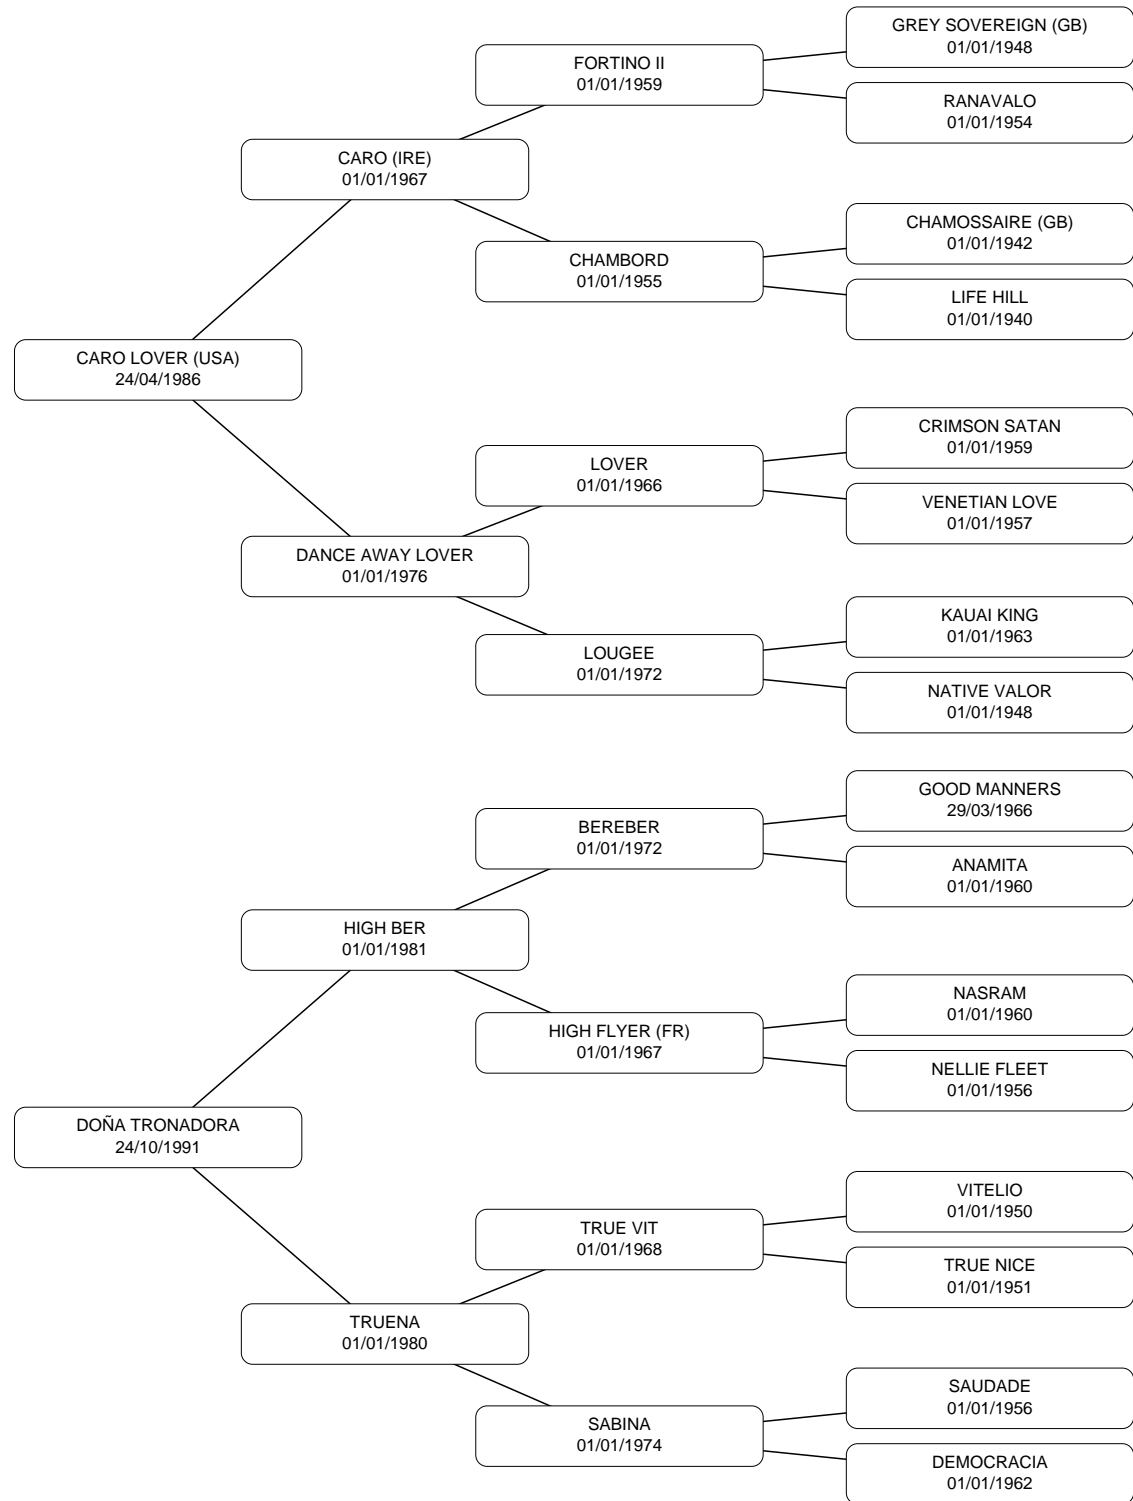 GREY SOVEREIGN (GB)
01/01/1948
FORTINO II
01/01/1959
RANAVALO
01/01/1954
CARO (IRE)
01/01/1967
CHAMOSSAIRE (GB)
01/01/1942
CHAMBORD
01/01/1955
LIFE HILL
01/01/1940
CARO LOVER (USA)
24/04/1986
CRIMSON SATAN
01/01/1959
LOVER
01/01/1966
VENETIAN LOVE
01/01/1957
DANCE AWAY LOVER
01/01/1976
KAUAI KING
01/01/1963
LOUGEE
01/01/1972
NATIVE VALOR
01/01/1948
GOOD MANNERS
29/03/1966
BEREBER
01/01/1972
ANAMITA
01/01/1960
HIGH BER
01/01/1981
NASRAM
01/01/1960
HIGH FLYER (FR)
01/01/1967
NELLIE FLEET
01/01/1956
DOÑA TRONADORA
24/10/1991
VITELIO
01/01/1950
TRUE VIT
01/01/1968
TRUE NICE
01/01/1951
TRUENA
01/01/1980
SAUDADE
01/01/1956
SABINA
01/01/1974
DEMOCRACIA
01/01/1962